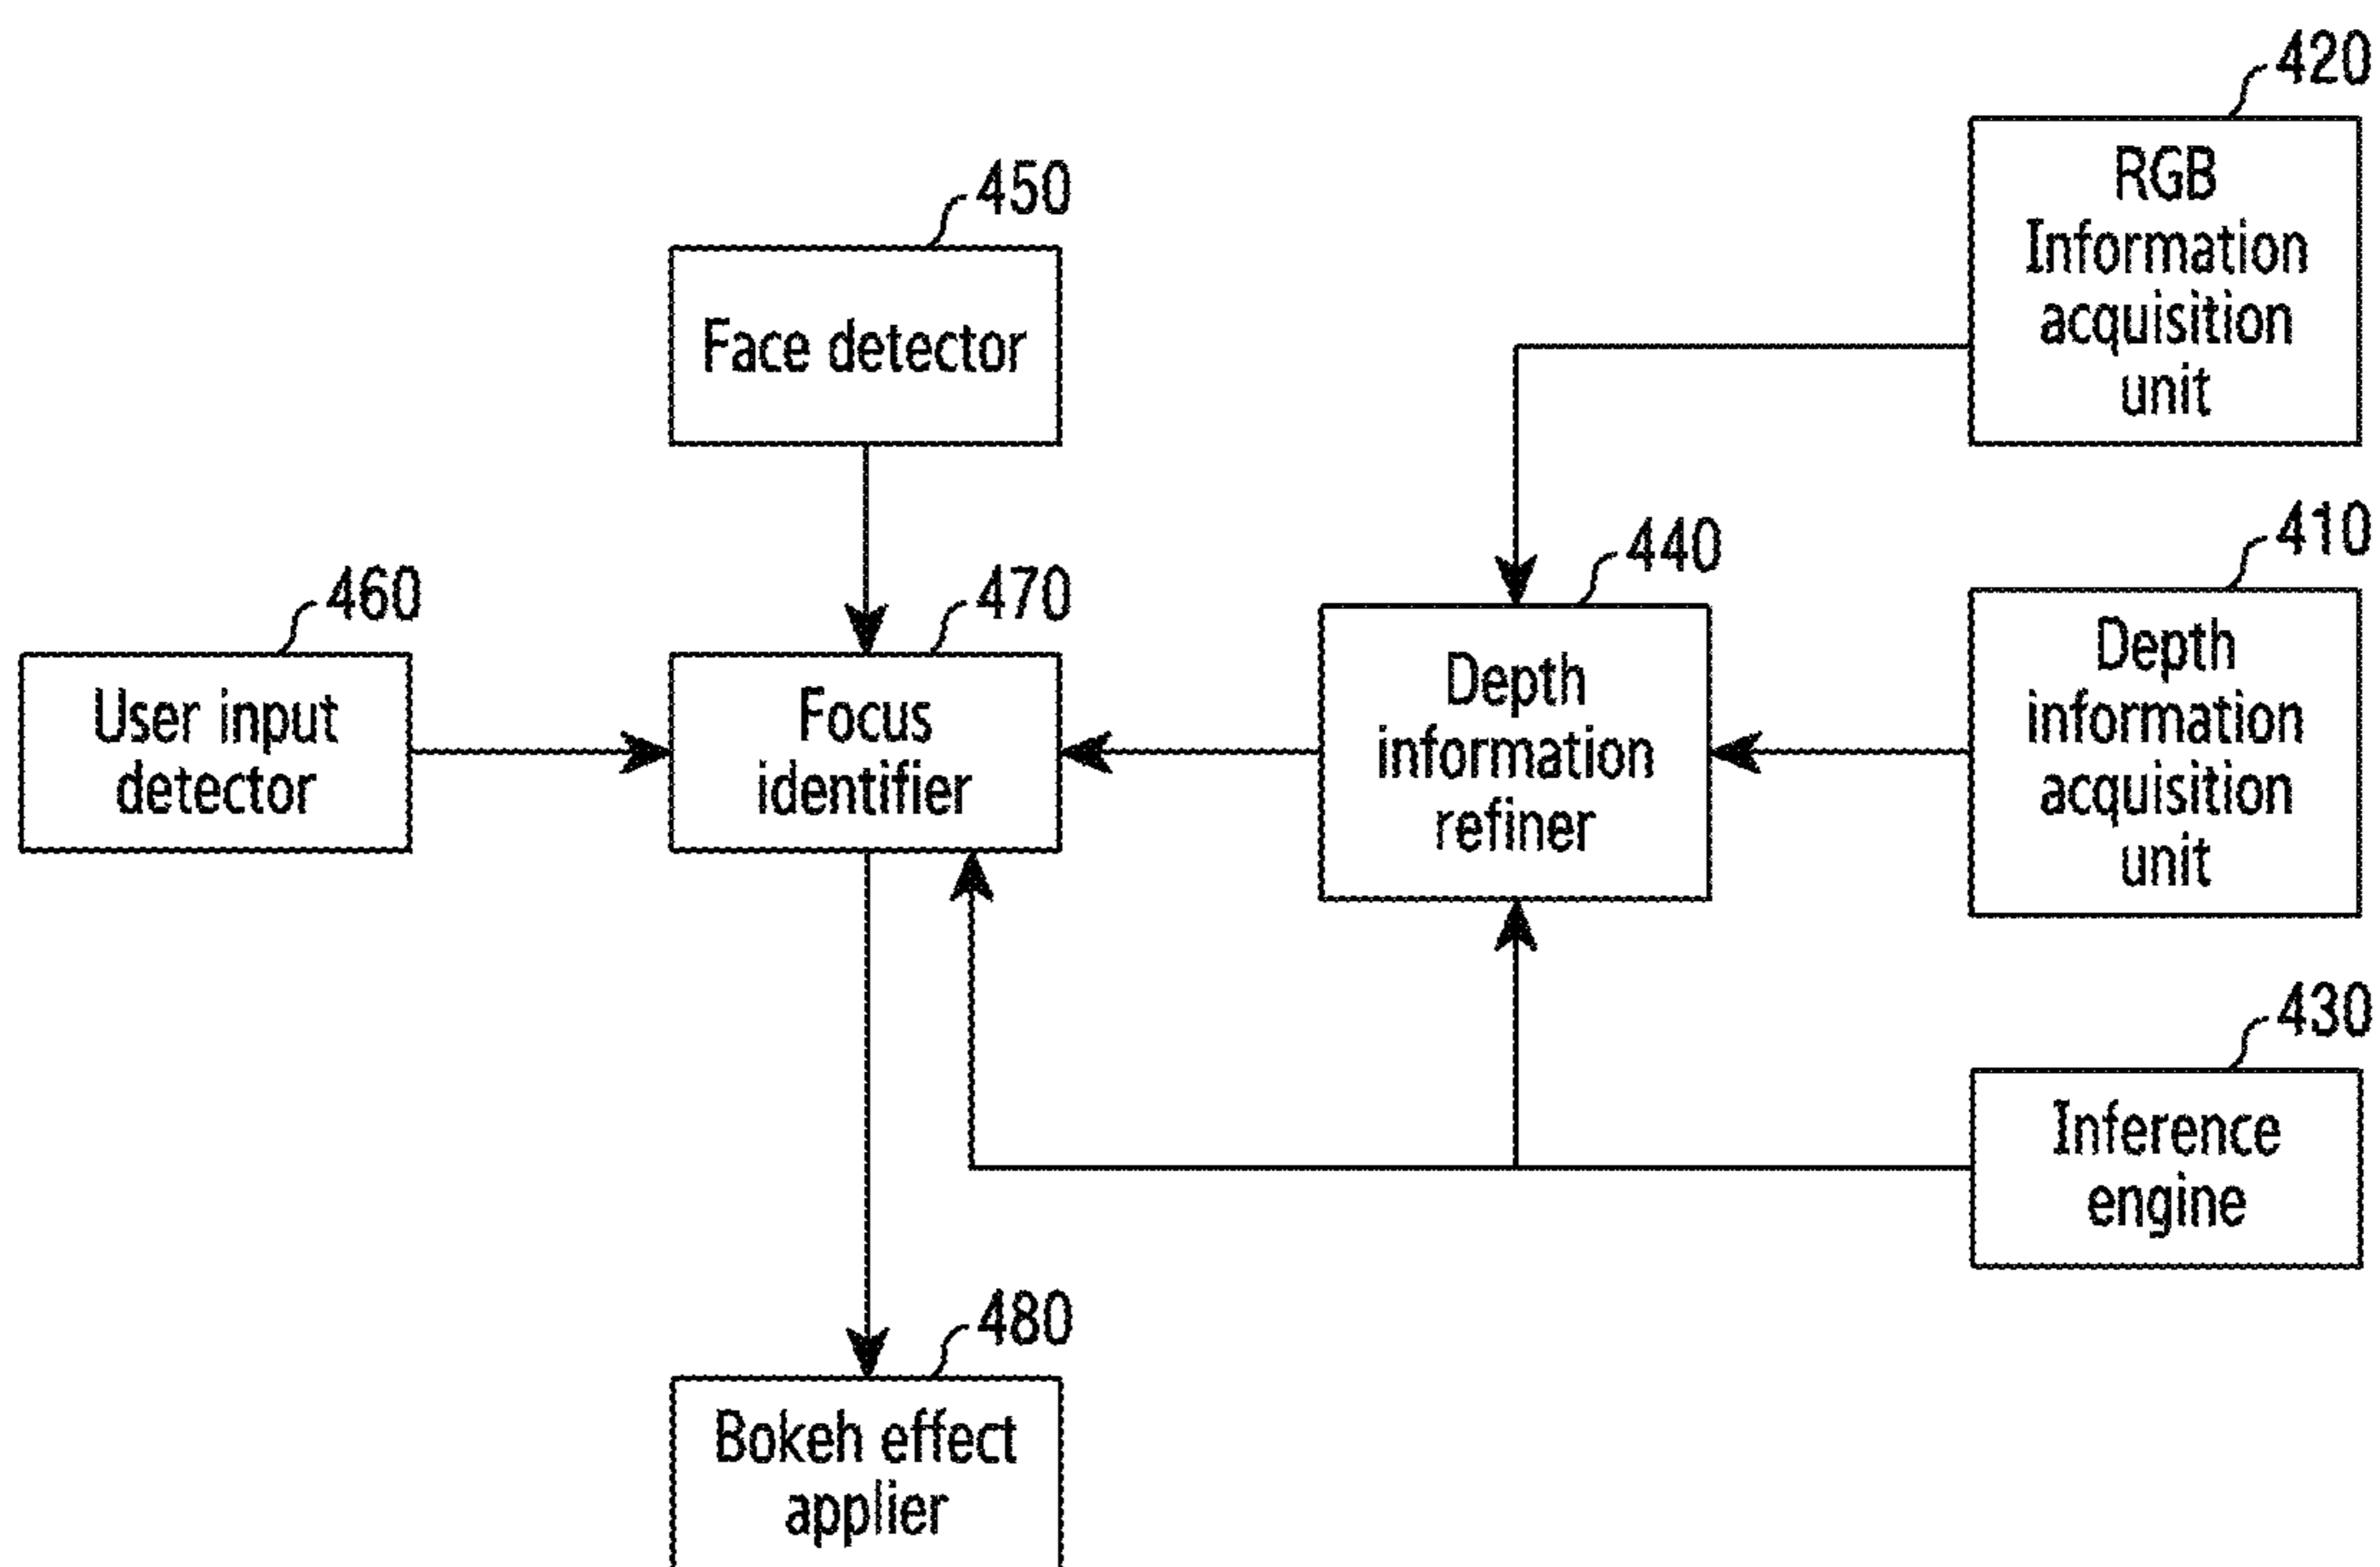 420
RGB
Information
acquisition
unit
450
Face detector
440
Depth
information
refiner
410
Depth
information
acquisition
unit
460
User input
detector
470
Focus
identifier
430
Inference
engine
480
Bokeh effect
applier